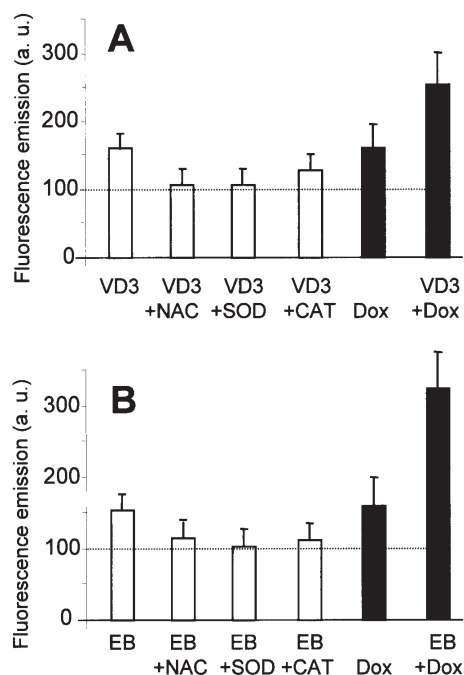 A
Fluorescence emission (a. u.)
300
200
100
0
VD3 VD3 VD3 VD3 VD3
+NAC +SOD +CAT Dox +Dox
B
Fluorescence emission (a. u.)
300
200
100
0
EB EB EB EB EB
+NAC +SOD +CAT Dox +Dox